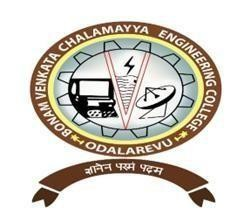 BONAM VENKATA CHALAMAYYA ENGINEERING COLLEGE
ODALAREVU
ज्ञानेन परमं पदम्